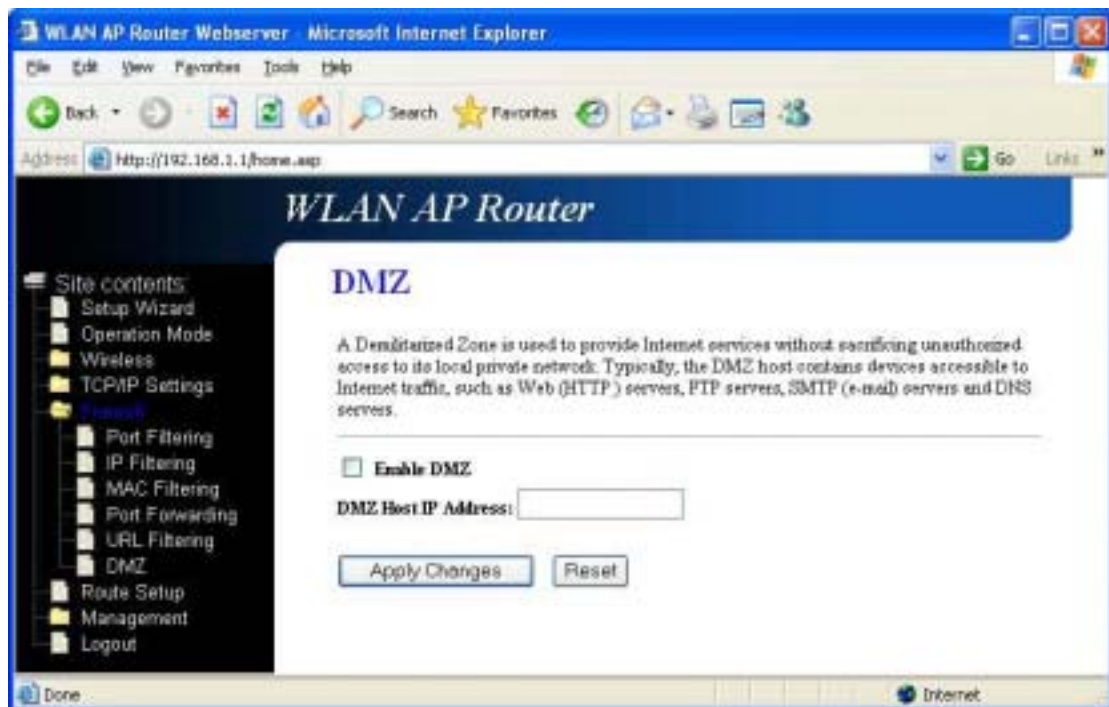 WLAN AP Router Webserver - Microsoft Internet Explorer
File Edit View Favorites Tools Help
Back Search Favorites
Address http://192.168.1.1/home.asp Go Links
WLAN AP Router
Site contents:
Setup Wizard
Operation Mode
Wireless
TCP/IP Settings
Firewall
Port Filtering
IP Filtering
MAC Filtering
Port Forwarding
URL Filtering
DMZ
Route Setup
Management
Logout
DMZ
A Demilitarized Zone is used to provide Internet services without sacrificing unauthorized
access to its local private network. Typically, the DMZ host contains devices accessible to
Internet traffic, such as Web (HTTP) servers, FTP servers, SMTP (e-mail) servers and DNS
servers.
Enable DMZ
DMZ Host IP Address:
Apply Changes Reset
Done Internet